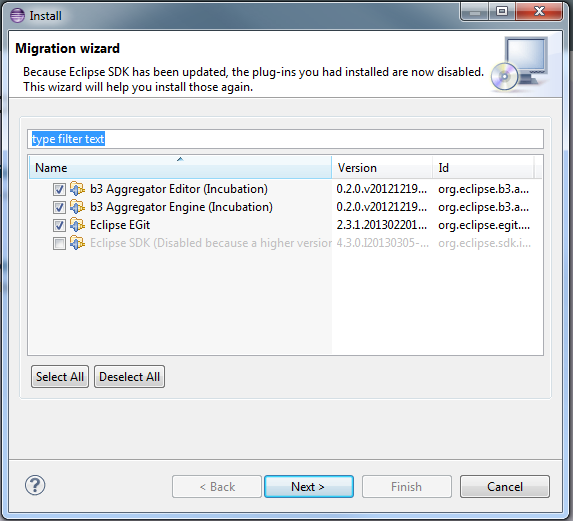 Install
Migration wizard
Because Eclipse SDK has been updated, the plug-ins you had installed are now disabled.
This wizard will help you install those again.
type filter text
Name Version Id
b3 Aggregator Editor (Incubation) 0.2.0.v20121219... org.eclipse.b3.a...
b3 Aggregator Engine (Incubation) 0.2.0.v20121219... org.eclipse.b3.a...
Eclipse EGit 2.3.1.201302201... org.eclipse.egit....
Eclipse SDK (Disabled because a higher version 4.3.0.I20130305-... org.eclipse.sdk.i...
Select All Deselect All
? < Back Next > Finish Cancel